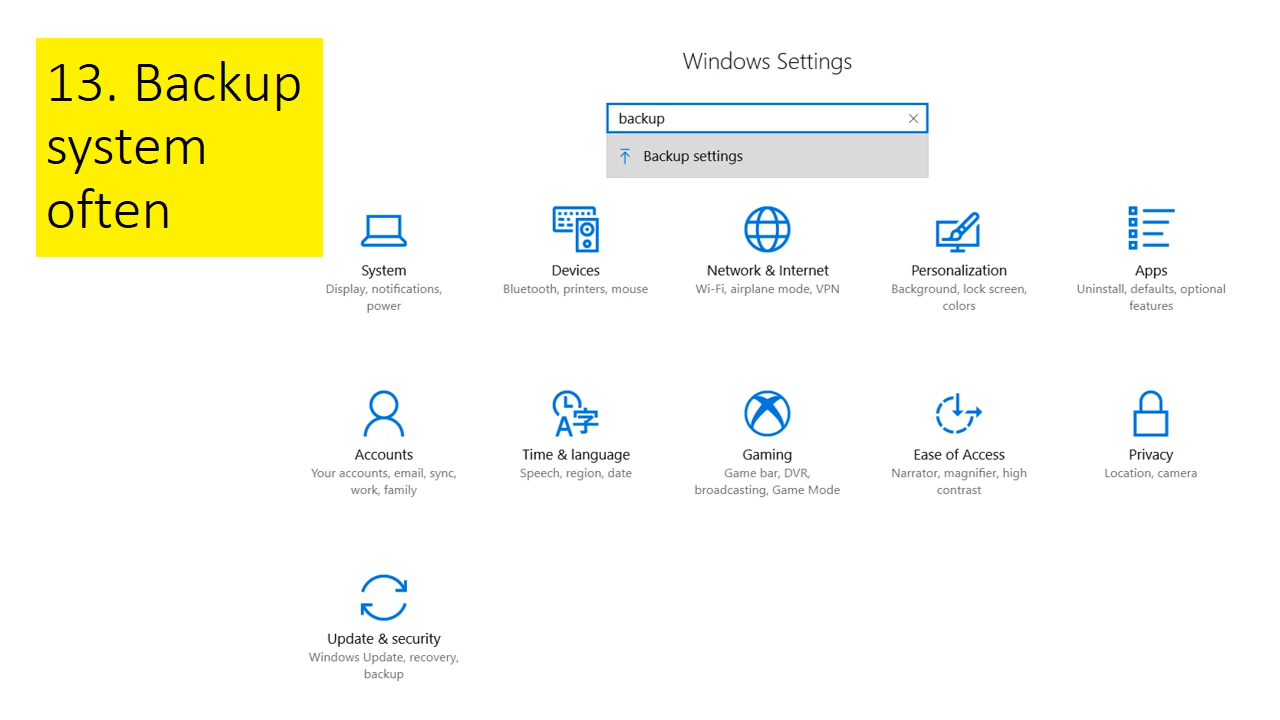 13. Backup
system
often
Windows Settings
backup
Backup settings
System
Display, notifications,
power
Devices
Bluetooth, printers, mouse
Network & Internet
Wi-Fi, airplane mode, VPN
Personalization
Background, lock screen,
colors
Apps
Uninstall, defaults, optional
features
Accounts
Your accounts, email, sync,
work, family
Time & language
Speech, region, date
Gaming
Game bar, DVR,
broadcasting, Game Mode
Ease of Access
Narrator, magnifier, high
contrast
Privacy
Location, camera
Update & security
Windows Update, recovery,
backup